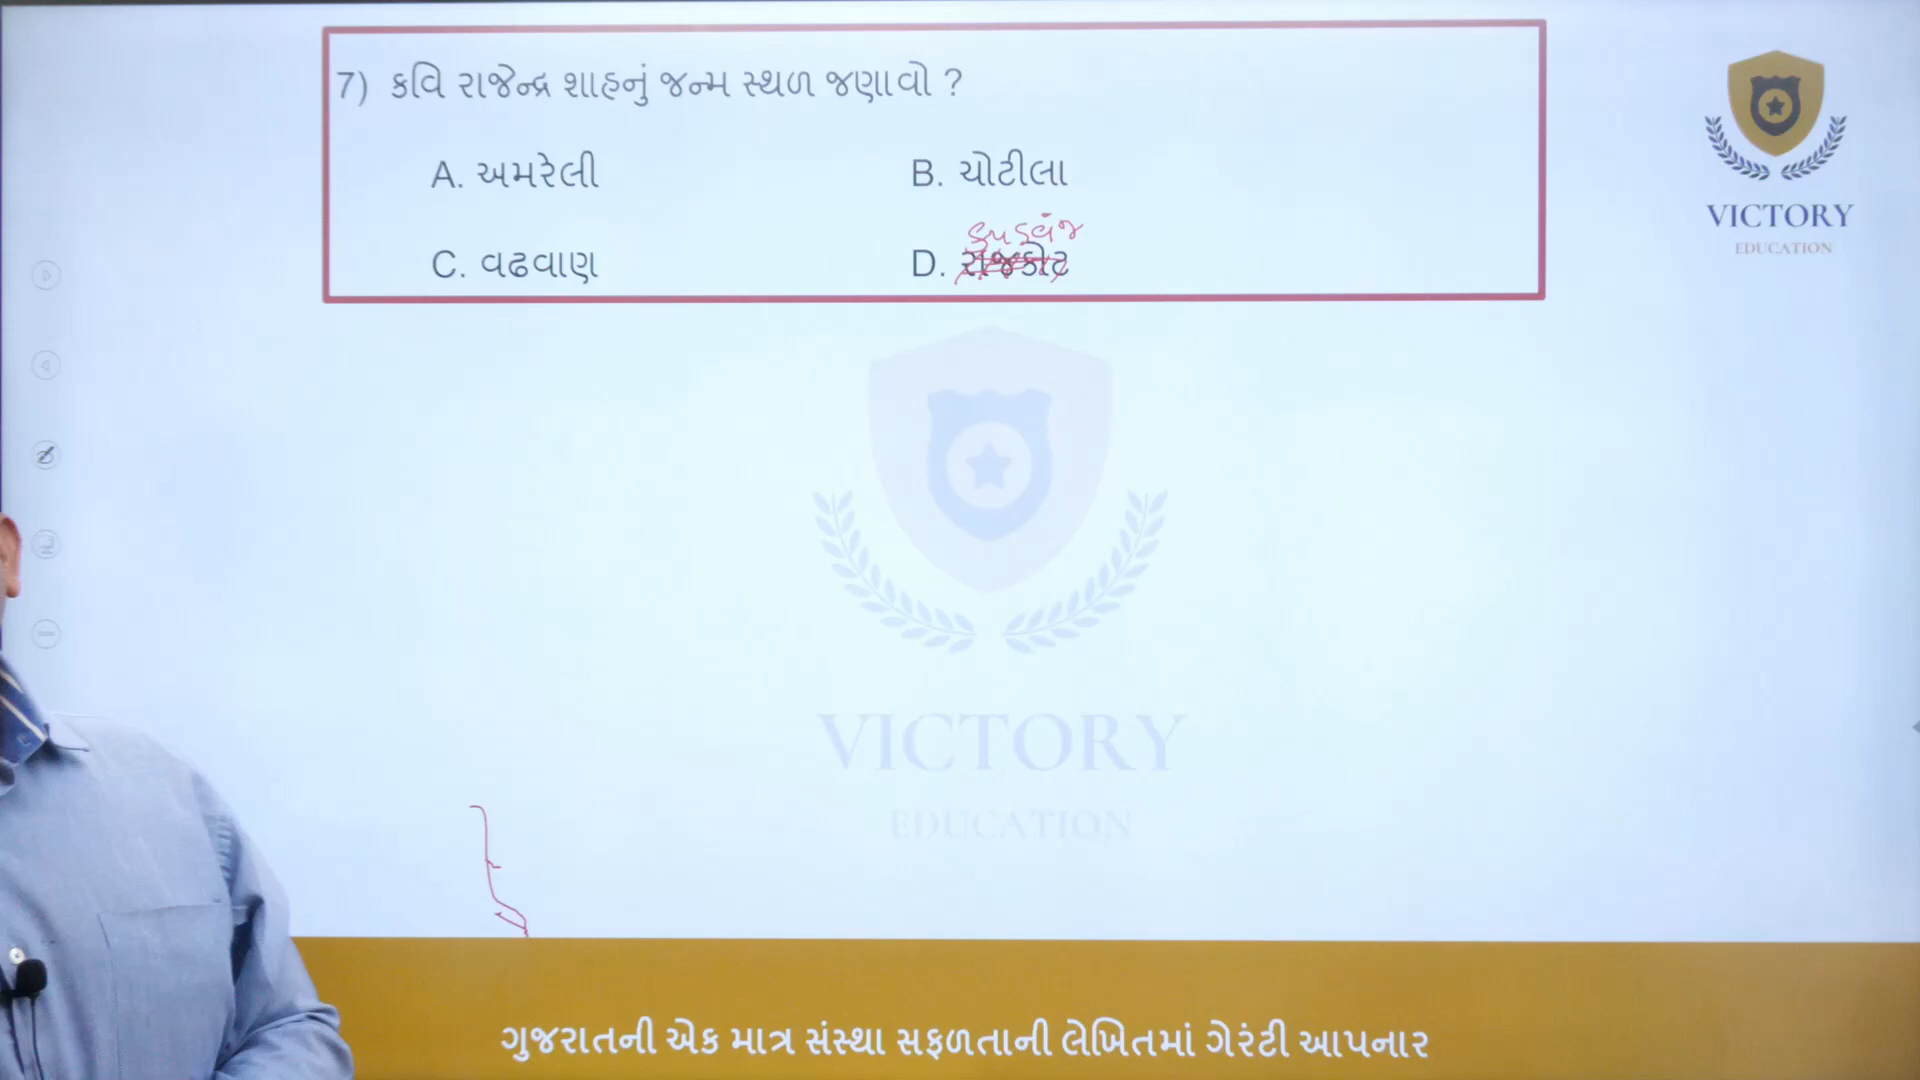 7) કવિ રાજેન્દ્ર શાહનું જન્મ સ્થળ જણાવો ?
A. અમરેલી
B. ચોટીલા
કપડવંજ
C. વઢવાણ
D. રાજકોટ
VICTORY
EDUCATION
VICTORY
EDUCATION
ગુજરાતની એક માત્ર સંસ્થા સફળતાની લેખિતમાં ગેરંટી આપનાર